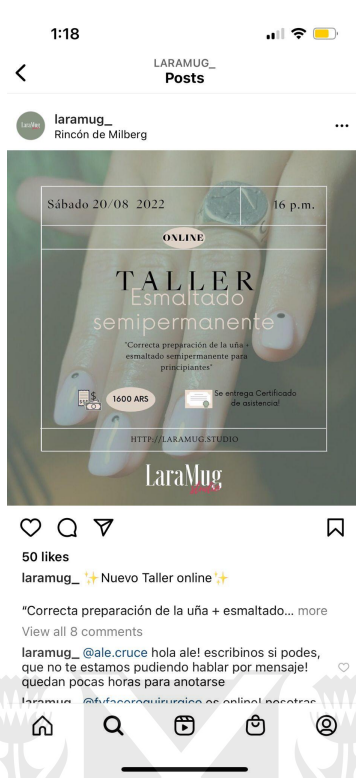 1:18
LARAMUG_
Posts
LaraMug
laramug_
Rincón de Milberg
Sábado 20/08 2022
16 p.m.
ONLINE
TALLER
Esmaltado
semipermanente
"Correcta preparación de la uña +
esmaltado semipermanente para
principiantes"
1600 ARS
Se entrega Certificado
de asistencia!
HTTP://LARAMUG.STUDIO
LaraMug
50 likes
laramug_ ✨Nuevo Taller online✨
“Correcta preparación de la uña + esmaltado... more
View all 8 comments
laramug_ @ale.cruce hola ale! escribinos si podes,
que no te estamos pudiendo hablar por mensaje!
quedan pocas horas para anotarse